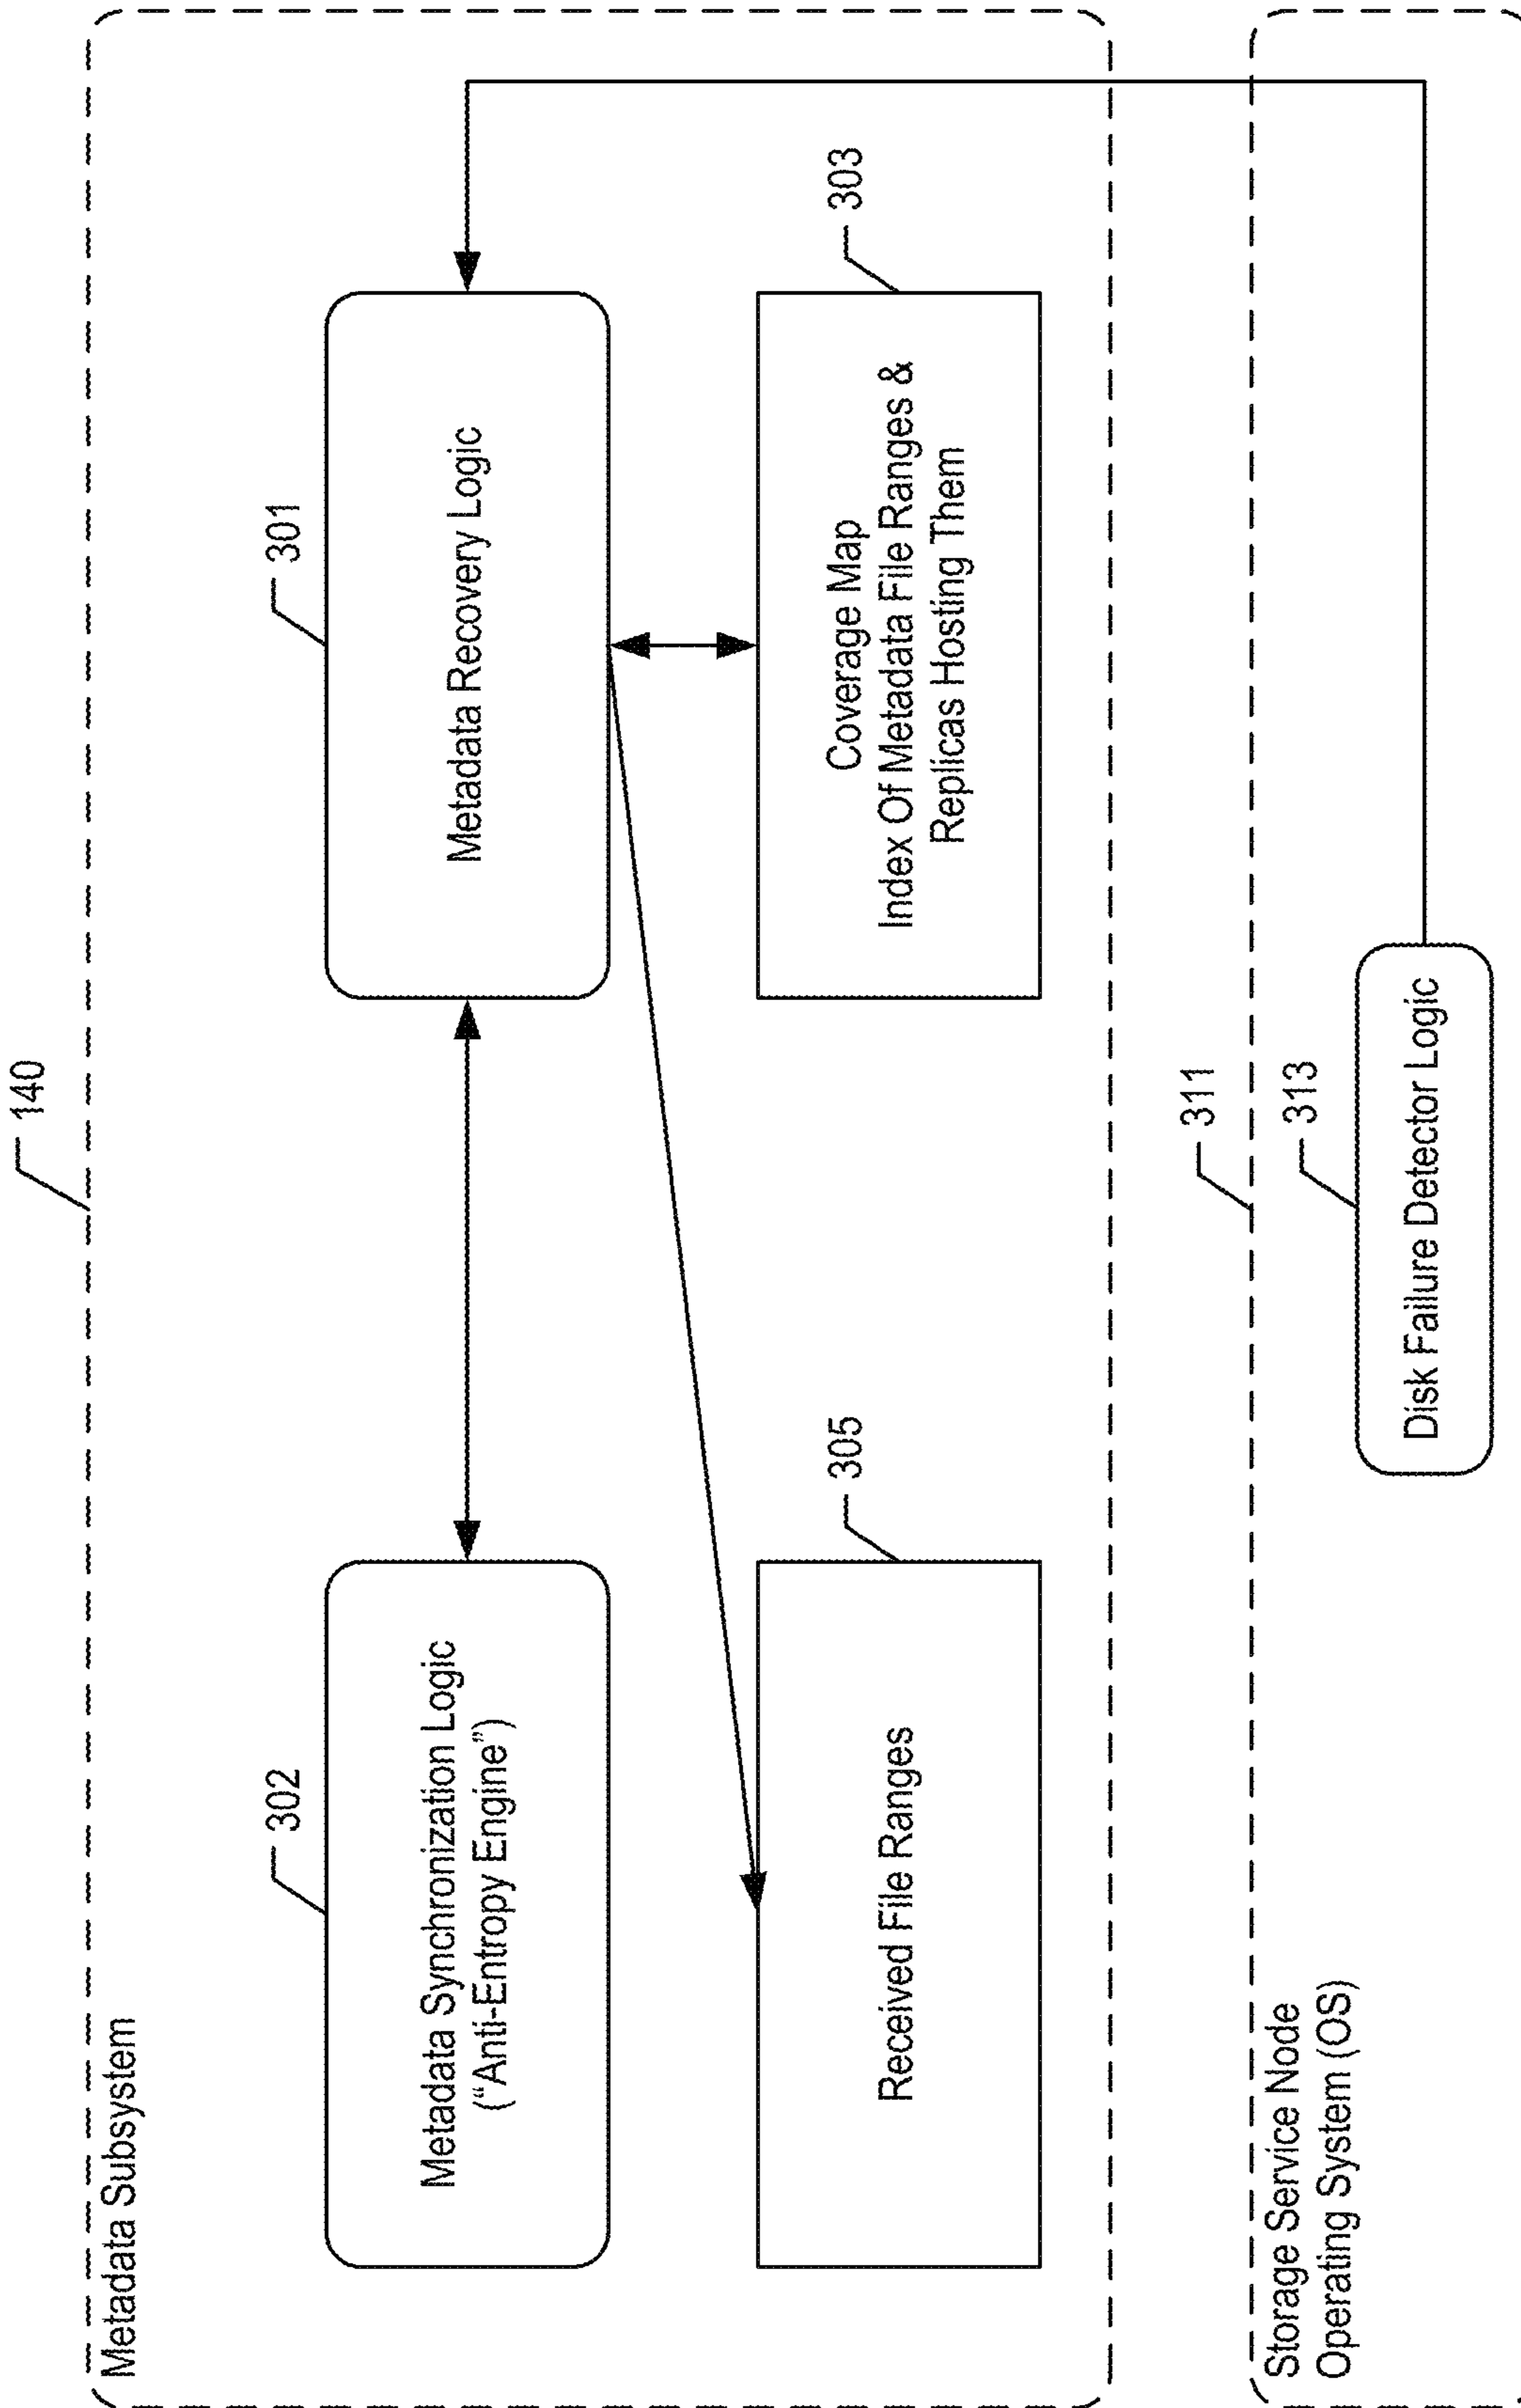 140
Metadata Subsystem
302
Metadata Synchronization Logic
(“Anti-Entropy Engine”)
301
Metadata Recovery Logic
305
Received File Ranges
303
Coverage Map
Index Of Metadata File Ranges &
Replicas Hosting Them
311
Storage Service Node
Operating System (OS)
313
Disk Failure Detector Logic